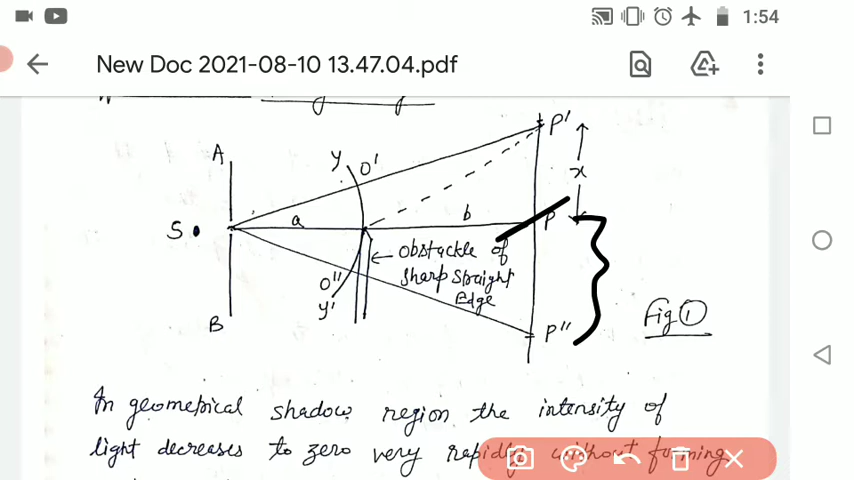 1:54
New Doc 2021-08-10 13.47.04.pdf
P'
A
Y O'
x
S a b P
Obstackle of
Sharp Straight
Edge
O"
Y'
B
P"
Fig ①
In geometrical shadow region the intensity of
light decreases to zero very rapidly without forming